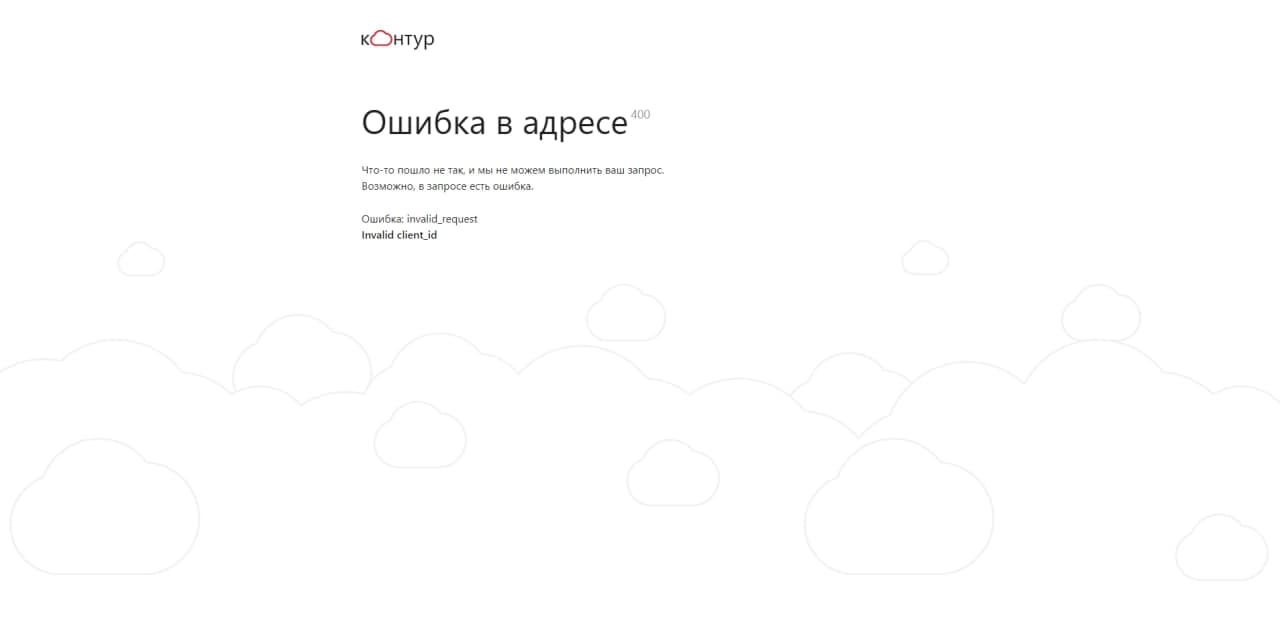 контур
Ошибка в адресе 400
Что-то пошло не так, и мы не можем выполнить ваш запрос.
Возможно, в запросе есть ошибка.
Ошибка: invalid_request
Invalid client_id